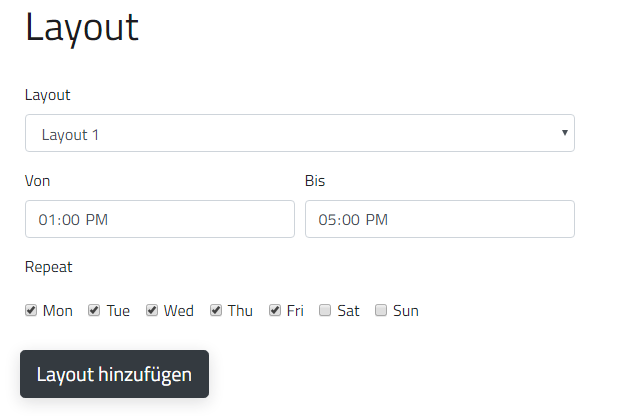 Layout
Layout
Layout 1
Von Bis
01:00 PM 05:00 PM
Repeat
Mon Tue Wed Thu Fri Sat Sun
Layout hinzufügen